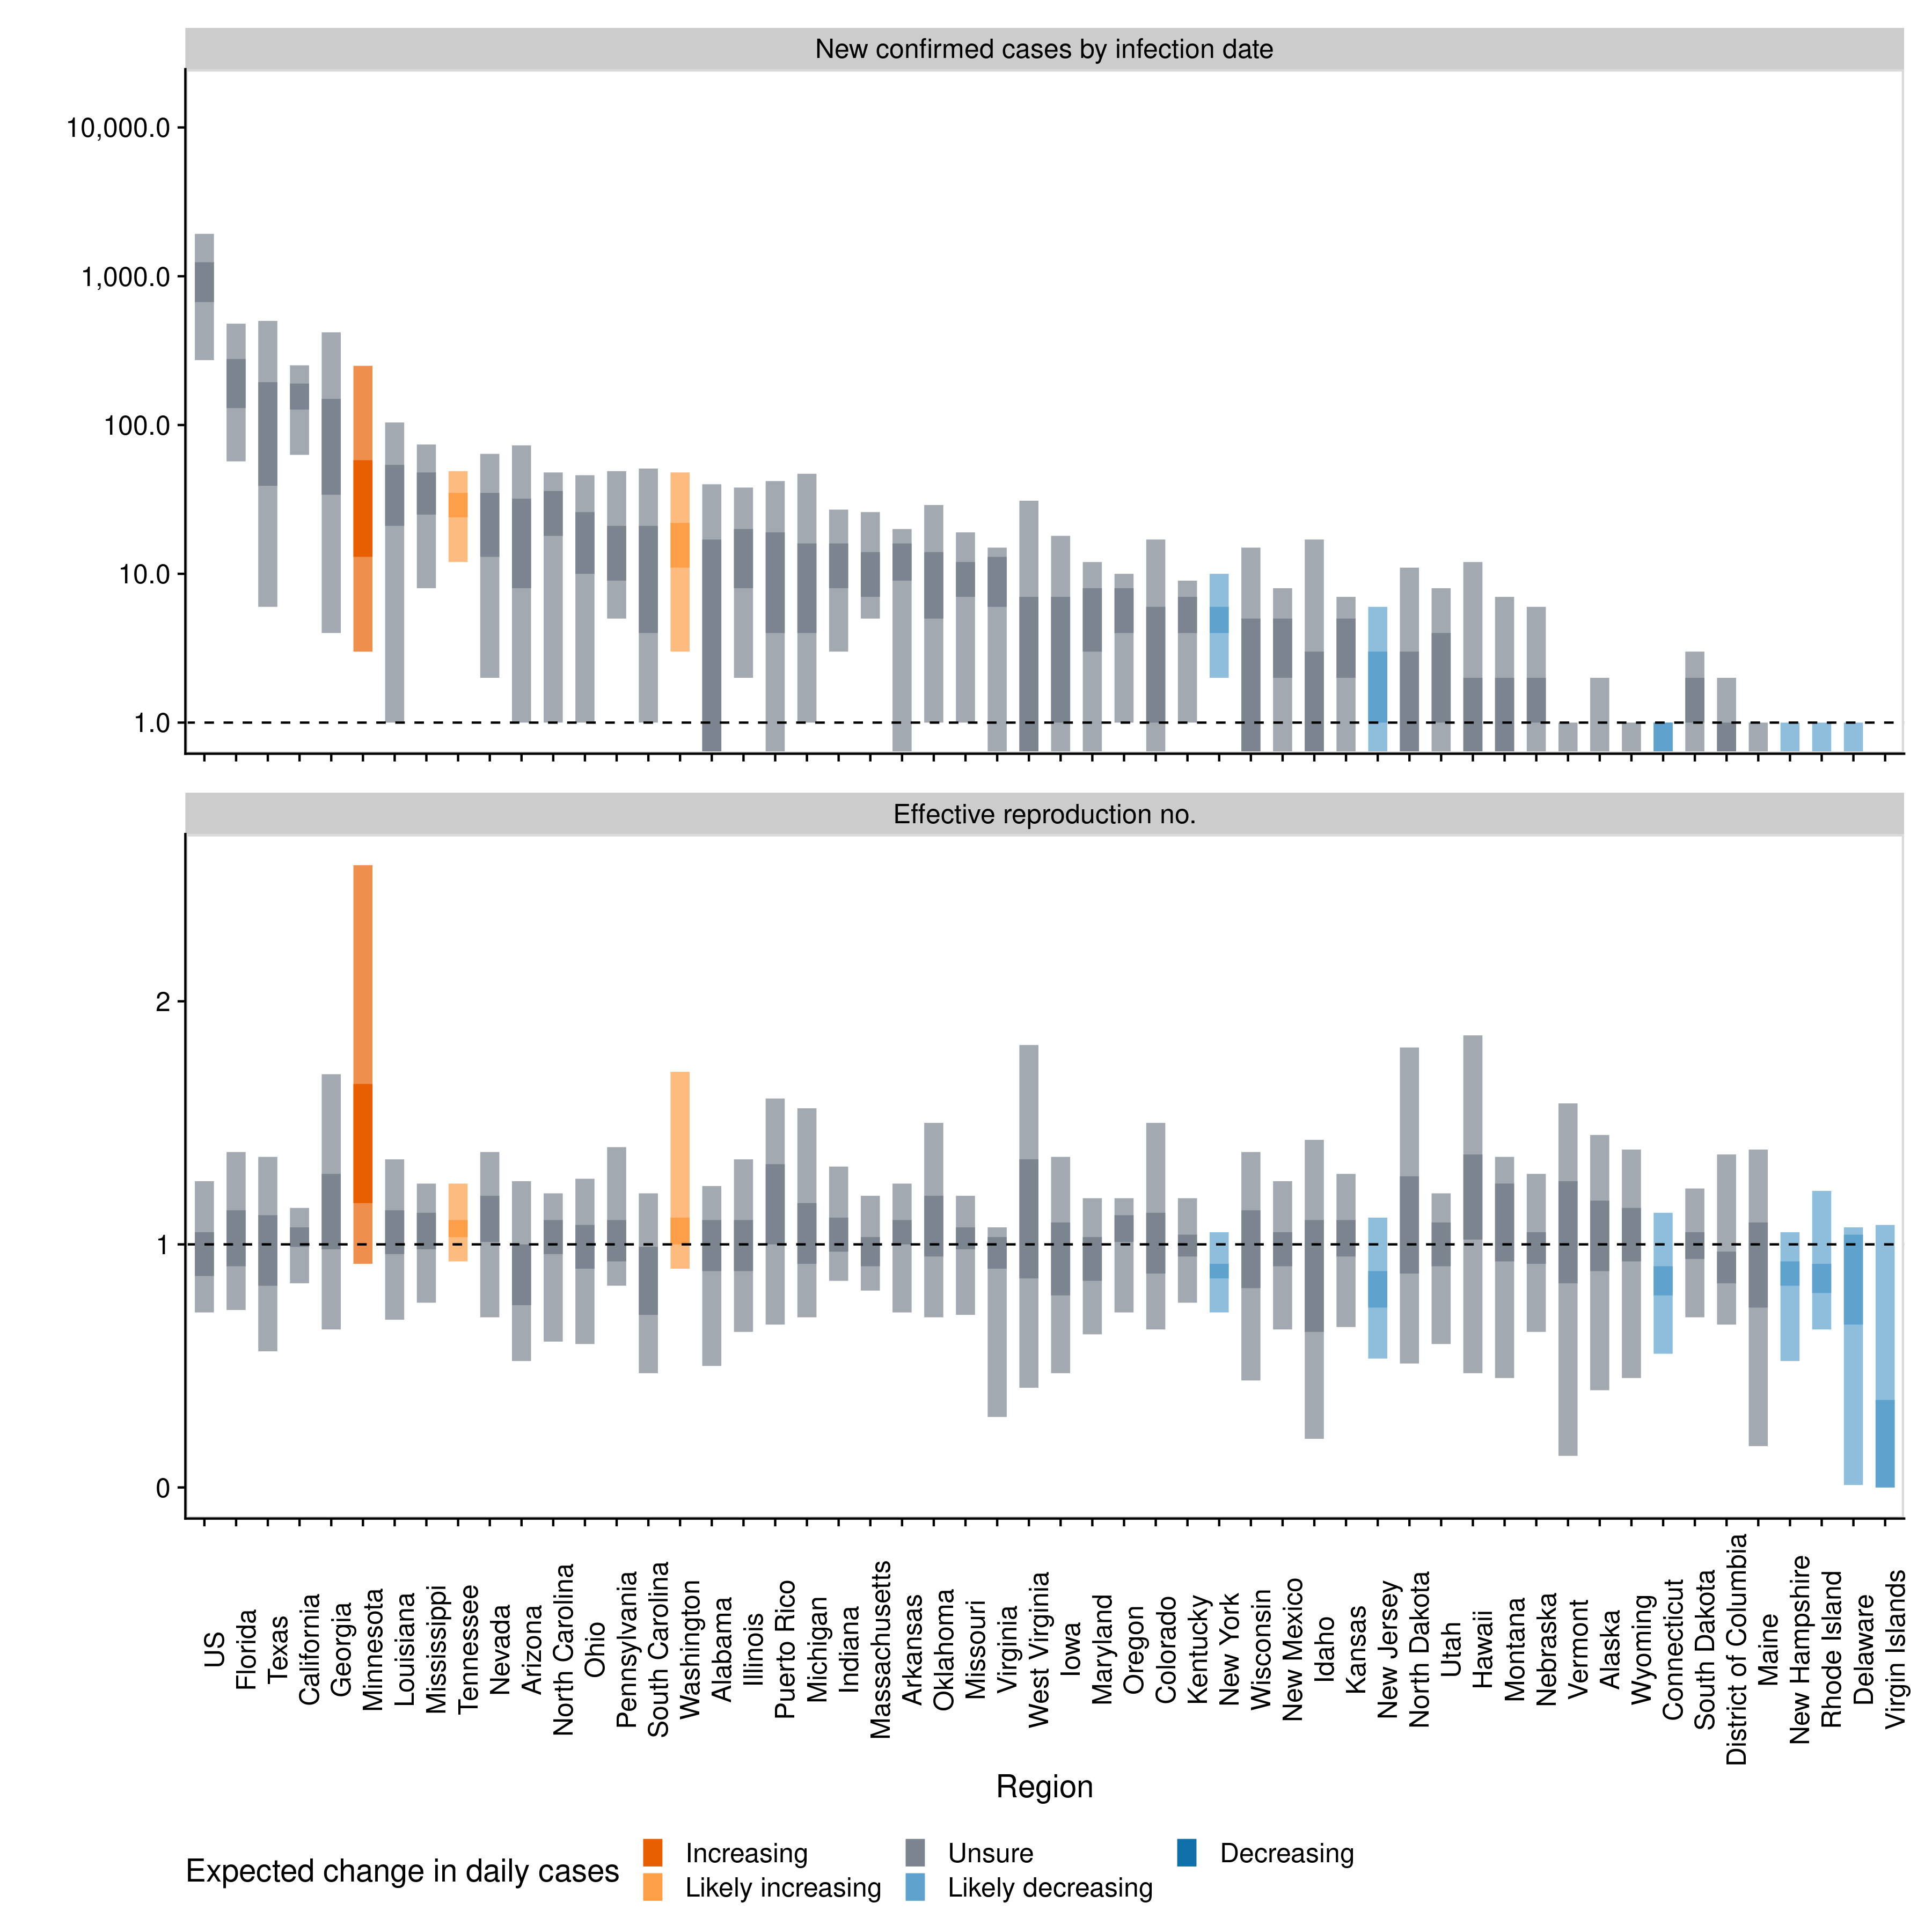 New confirmed cases by infection date
10,000.0
1,000.0
100.0
10.0
1.0
Effective reproduction no.
2
1
0
US
Florida
Texas
California
Georgia
Minnesota
Louisiana
Mississippi
Tennessee
Nevada
Arizona
North Carolina
Ohio
Pennsylvania
South Carolina
Washington
Alabama
Illinois
Puerto Rico
Michigan
Indiana
Massachusetts
Arkansas
Oklahoma
Missouri
Virginia
West Virginia
Iowa
Maryland
Oregon
Colorado
Kentucky
New York
Wisconsin
New Mexico
Idaho
Kansas
New Jersey
North Dakota
Utah
Hawaii
Montana
Nebraska
Vermont
Alaska
Wyoming
Connecticut
South Dakota
District of Columbia
Maine
New Hampshire
Rhode Island
Delaware
Virgin Islands
Region
Expected change in daily cases
Increasing
Likely increasing
Unsure
Likely decreasing
Decreasing